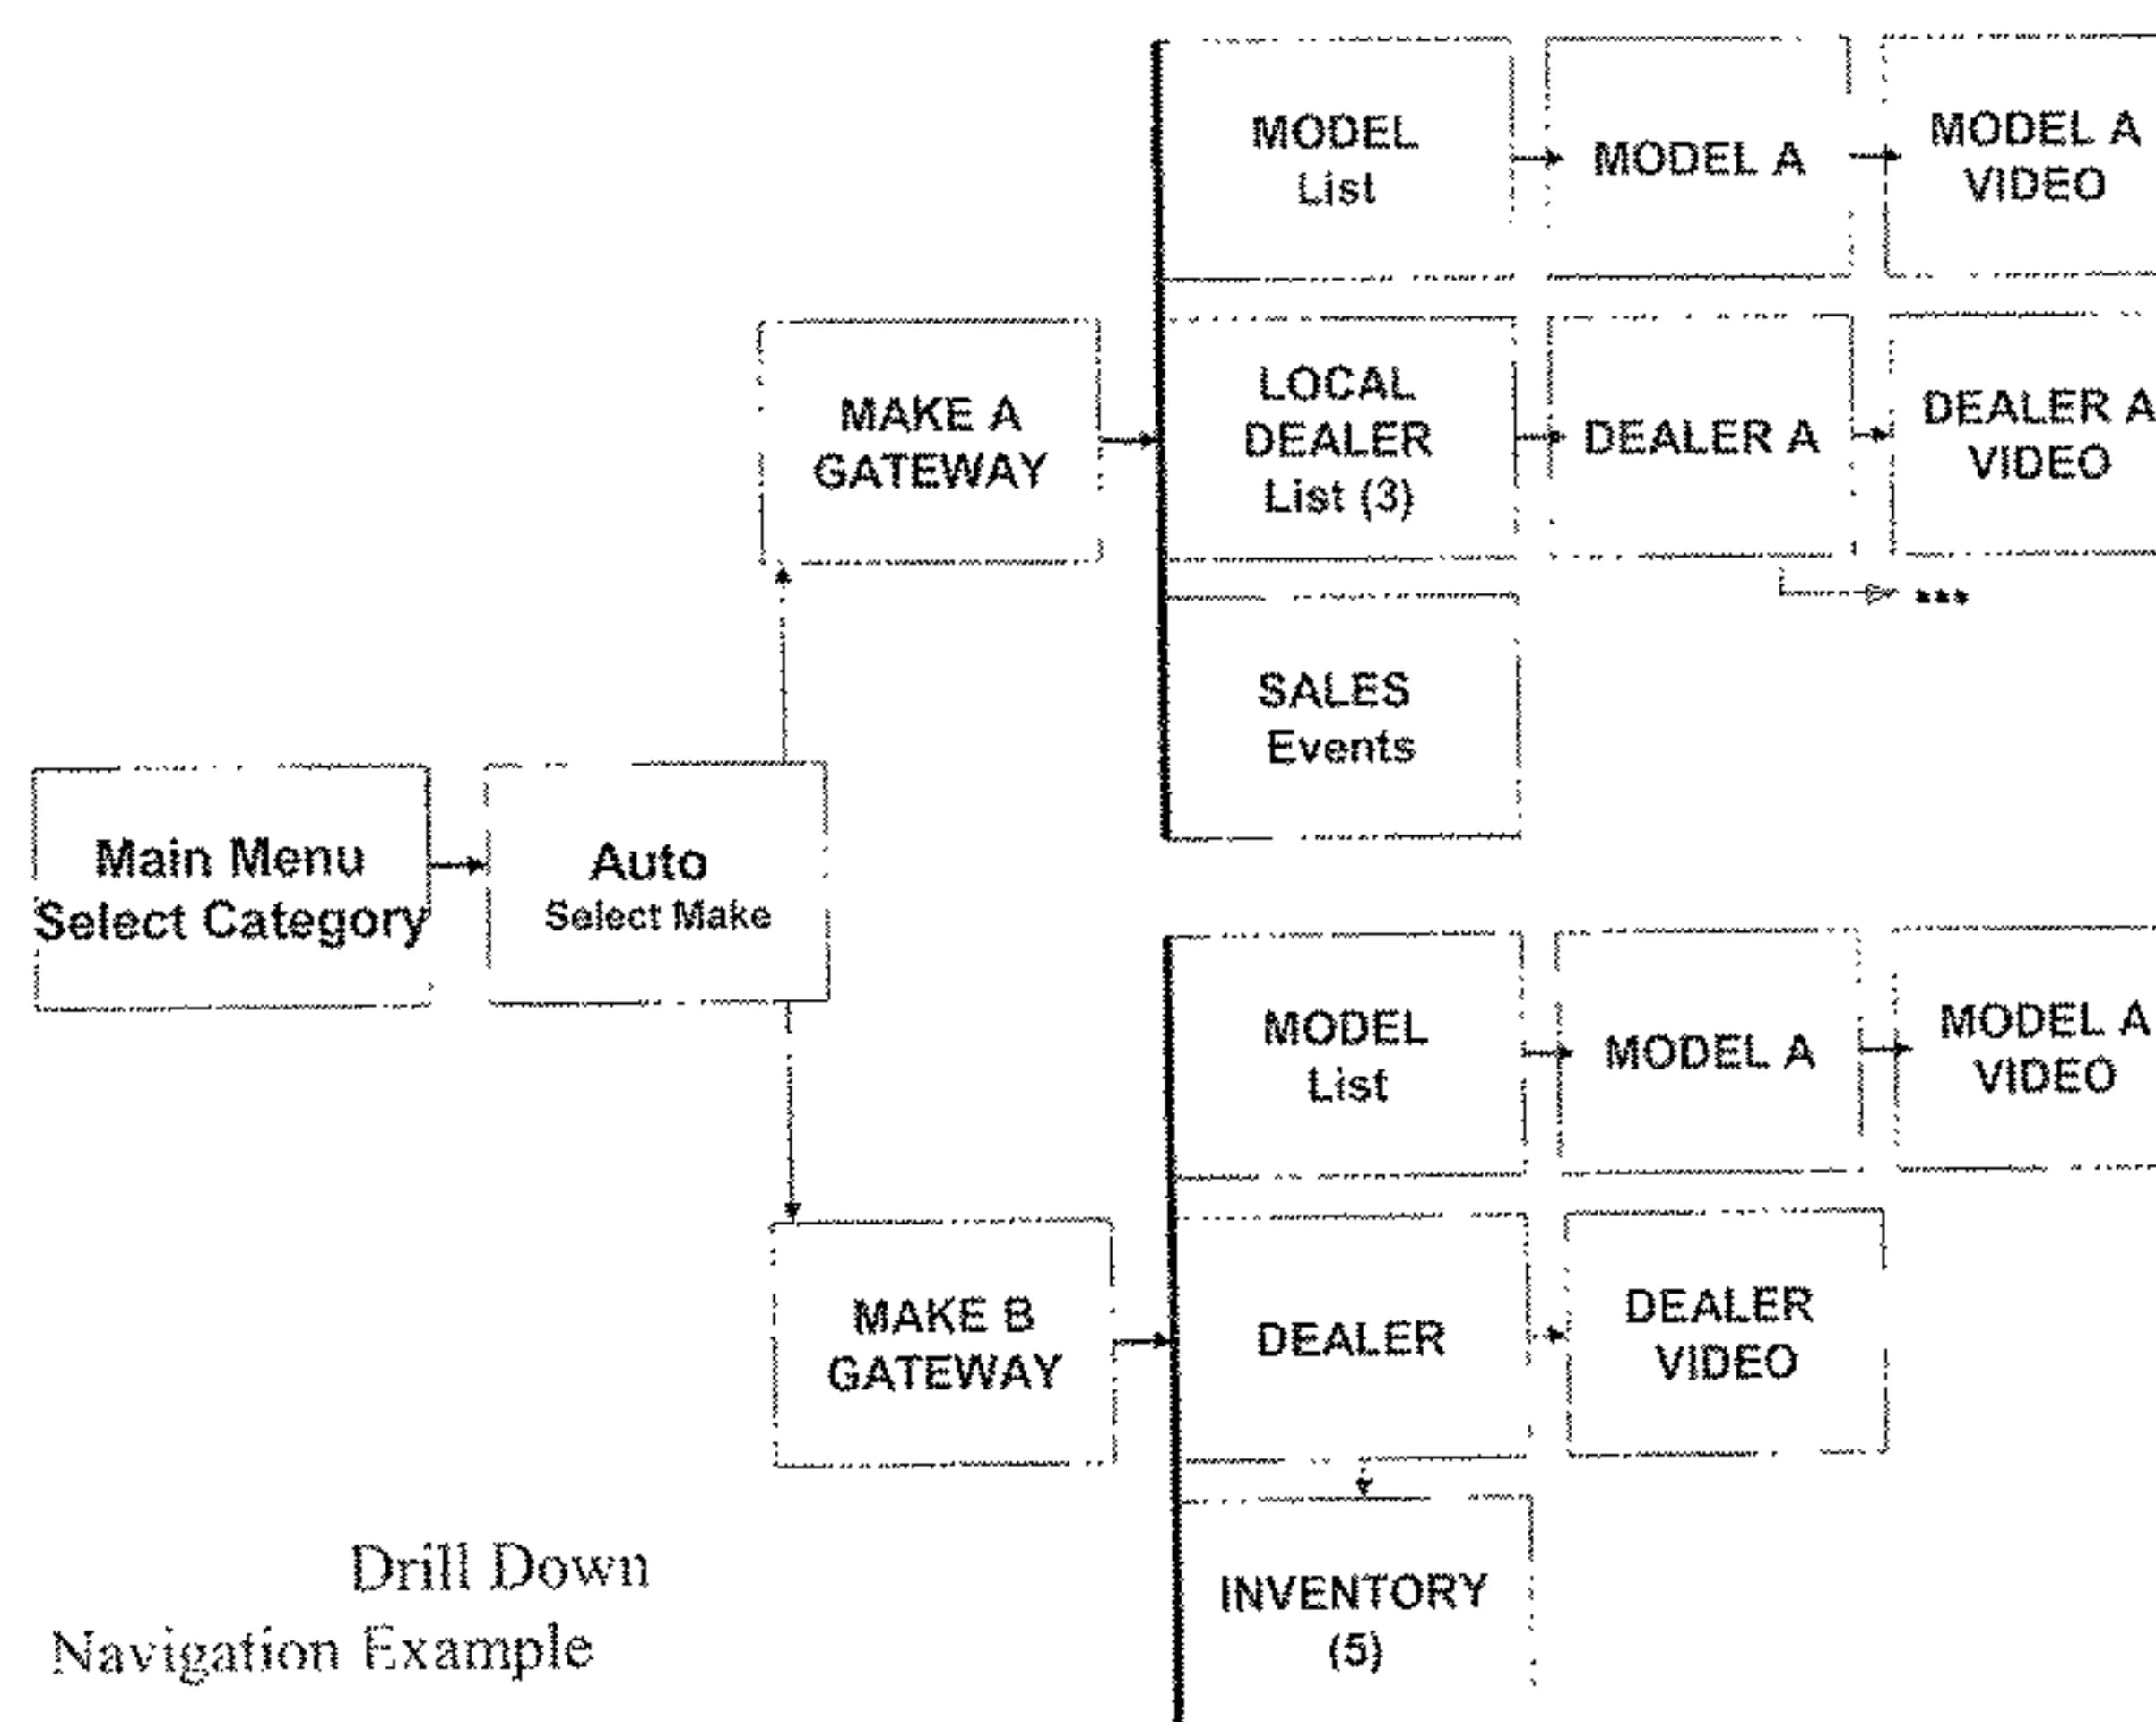 MODEL
List
MODEL A
MODEL A
VIDEO
MAKE A
GATEWAY
LOCAL
DEALER
List (3)
DEALER A
DEALER A
VIDEO
...
SALES
Events
Main Menu
Select Category
Auto
Select Make
MODEL
List
MODEL A
MODEL A
VIDEO
MAKE B
GATEWAY
DEALER
DEALER
VIDEO
INVENTORY
(5)
Drill Down
Navigation Example